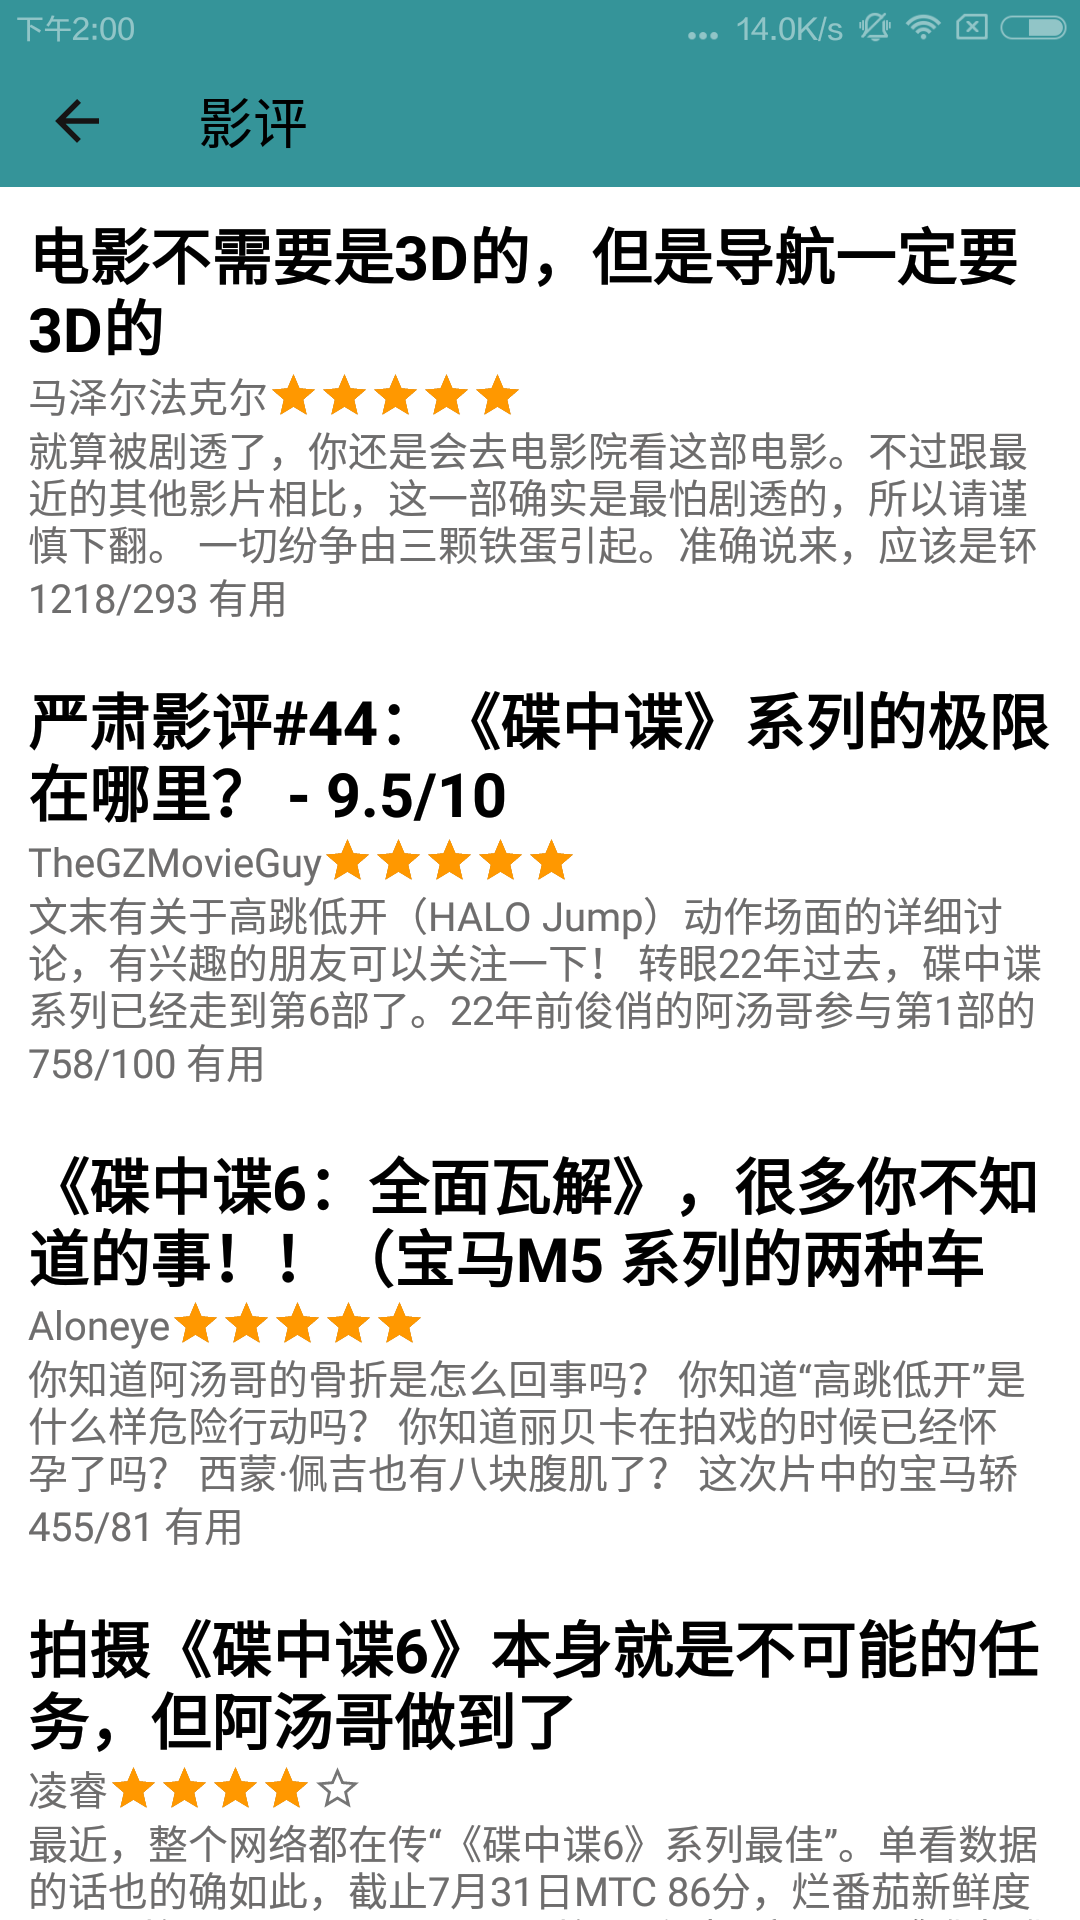 下午2:00
... 14.0K/s
影评
电影不需要是3D的，但是导航一定要
3D的
马泽尔法克尔
就算被剧透了，你还是会去电影院看这部电影。不过跟最
近的其他影片相比，这一部确实是最怕剧透的，所以请谨
慎下翻。 一切纷争由三颗铁蛋引起。准确说来，应该是钚
1218/293 有用
严肃影评#44：《碟中谍》系列的极限
在哪里？ - 9.5/10
TheGZMovieGuy
文末有关于高跳低开（HALO Jump）动作场面的详细讨
论，有兴趣的朋友可以关注一下！ 转眼22年过去，碟中谍
系列已经走到第6部了。22年前俊俏的阿汤哥参与第1部的
758/100 有用
《碟中谍6：全面瓦解》，很多你不知
道的事！！（宝马M5 系列的两种车
Aloneye
你知道阿汤哥的骨折是怎么回事吗？ 你知道“高跳低开”是
什么样危险行动吗？ 你知道丽贝卡在拍戏的时候已经怀
孕了吗？ 西蒙·佩吉也有八块腹肌了？ 这次片中的宝马轿
455/81 有用
拍摄《碟中谍6》本身就是不可能的任
务，但阿汤哥做到了
凌睿
最近，整个网络都在传“《碟中谍6》系列最佳”。单看数据
的话也的确如此，截止7月31日MTC 86分，烂番茄新鲜度